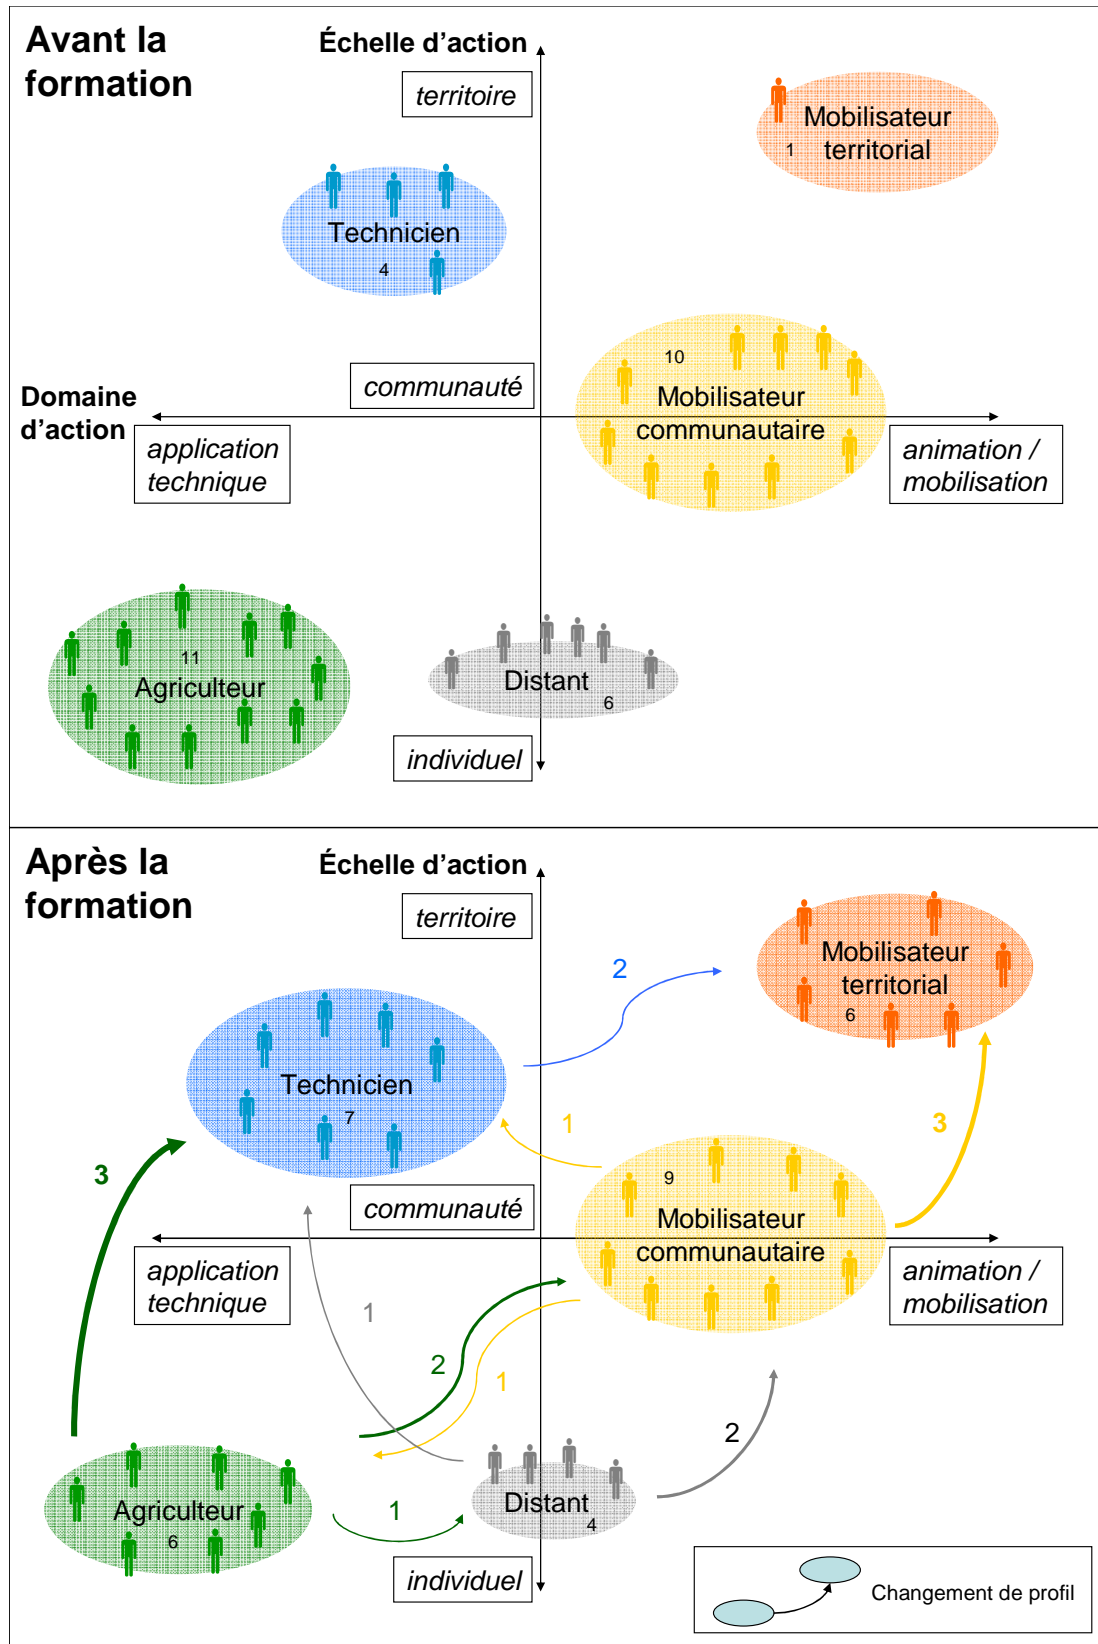 Avant la
formation
Échelle d'action
territoire
Mobilisateur
territorial
1
Technicien
4
10
communauté
Mobilisateur
communautaire
Domaine
d'action
application
technique
animation /
mobilisation
11
Agriculteur
Distant
6
individuel
Après la
formation
Échelle d'action
territoire
2
Mobilisateur
territorial
6
Technicien
7
1
3
3
9
communauté
Mobilisateur
communautaire
application
technique
animation /
mobilisation
1
2
1
2
Agriculteur
6
1
Distant
4
individuel
Changement de profil